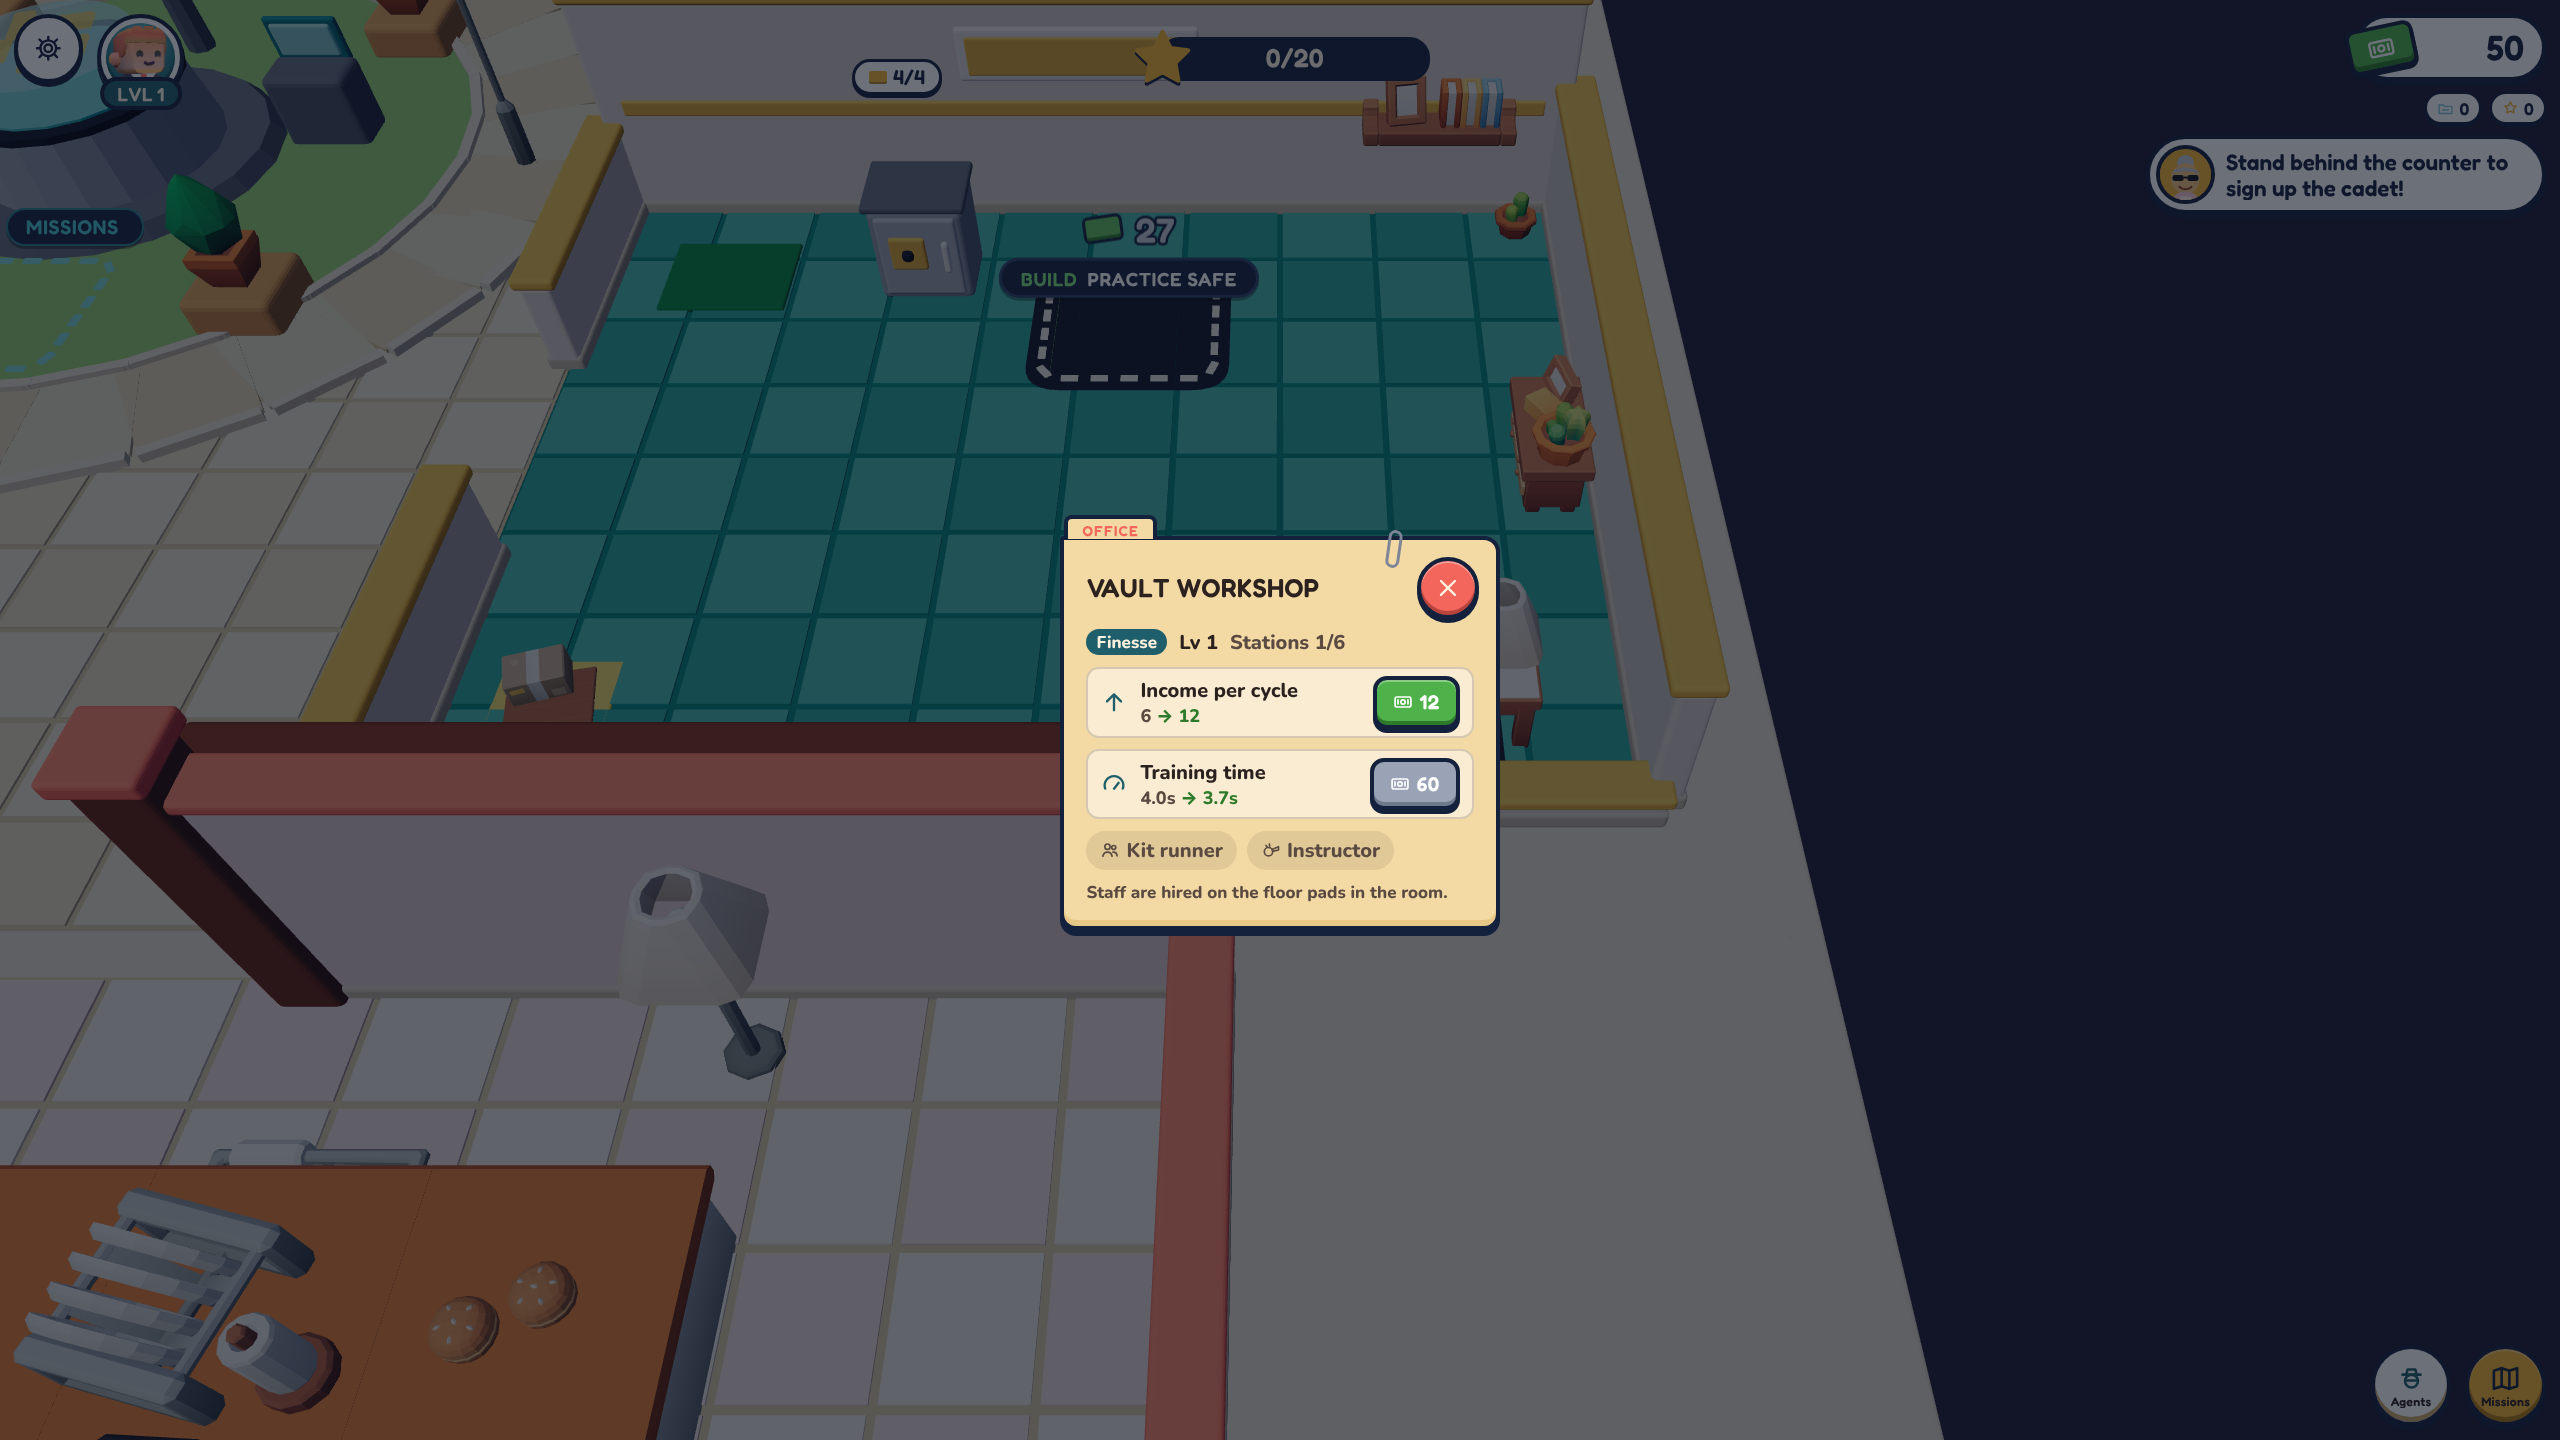 LVL 1
4/4
0/20
50
0
0
Stand behind the counter to
sign up the cadet!
MISSIONS
27
BUILD PRACTICE SAFE
OFFICE
VAULT WORKSHOP
Finesse Lv 1 Stations 1/6
Income per cycle
6 → 12
12
Training time
4.0s → 3.7s
60
Kit runner
Instructor
Staff are hired on the floor pads in the room.
Agents
Missions